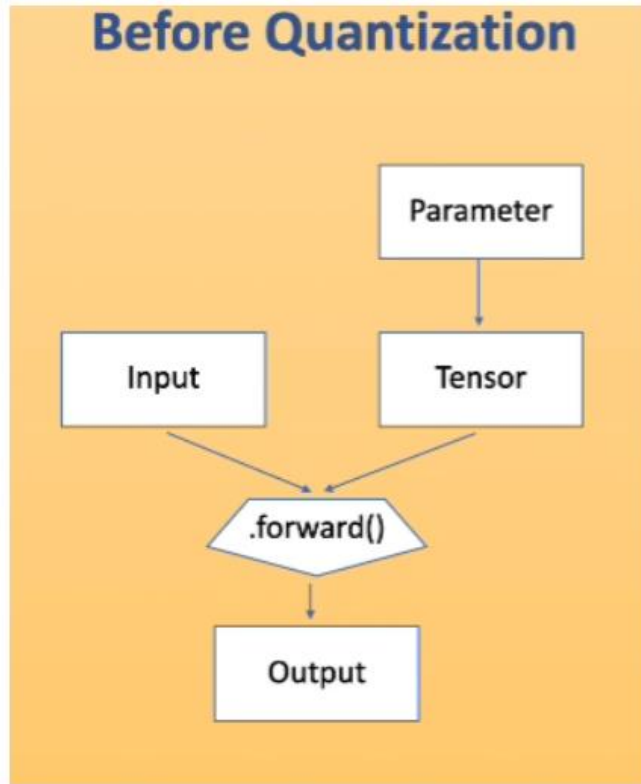 Before Quantization
Parameter
Input
Tensor
.forward()
Output